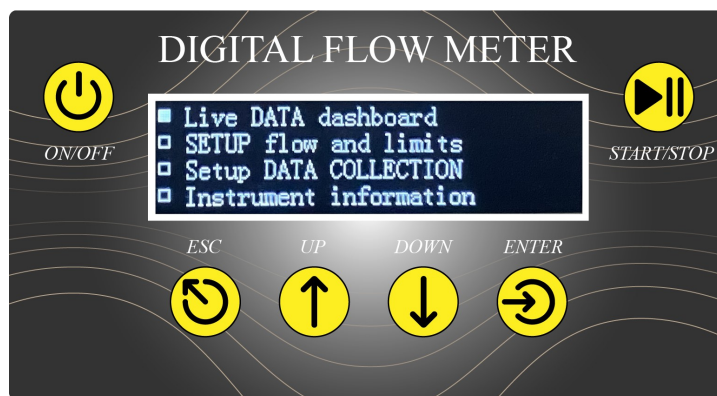 DIGITAL FLOW METER
ON/OFF
Live DATA dashboard
SETUP flow and limits
Setup DATA COLLECTION
Instrument information
START/STOP
ESC UP DOWN ENTER